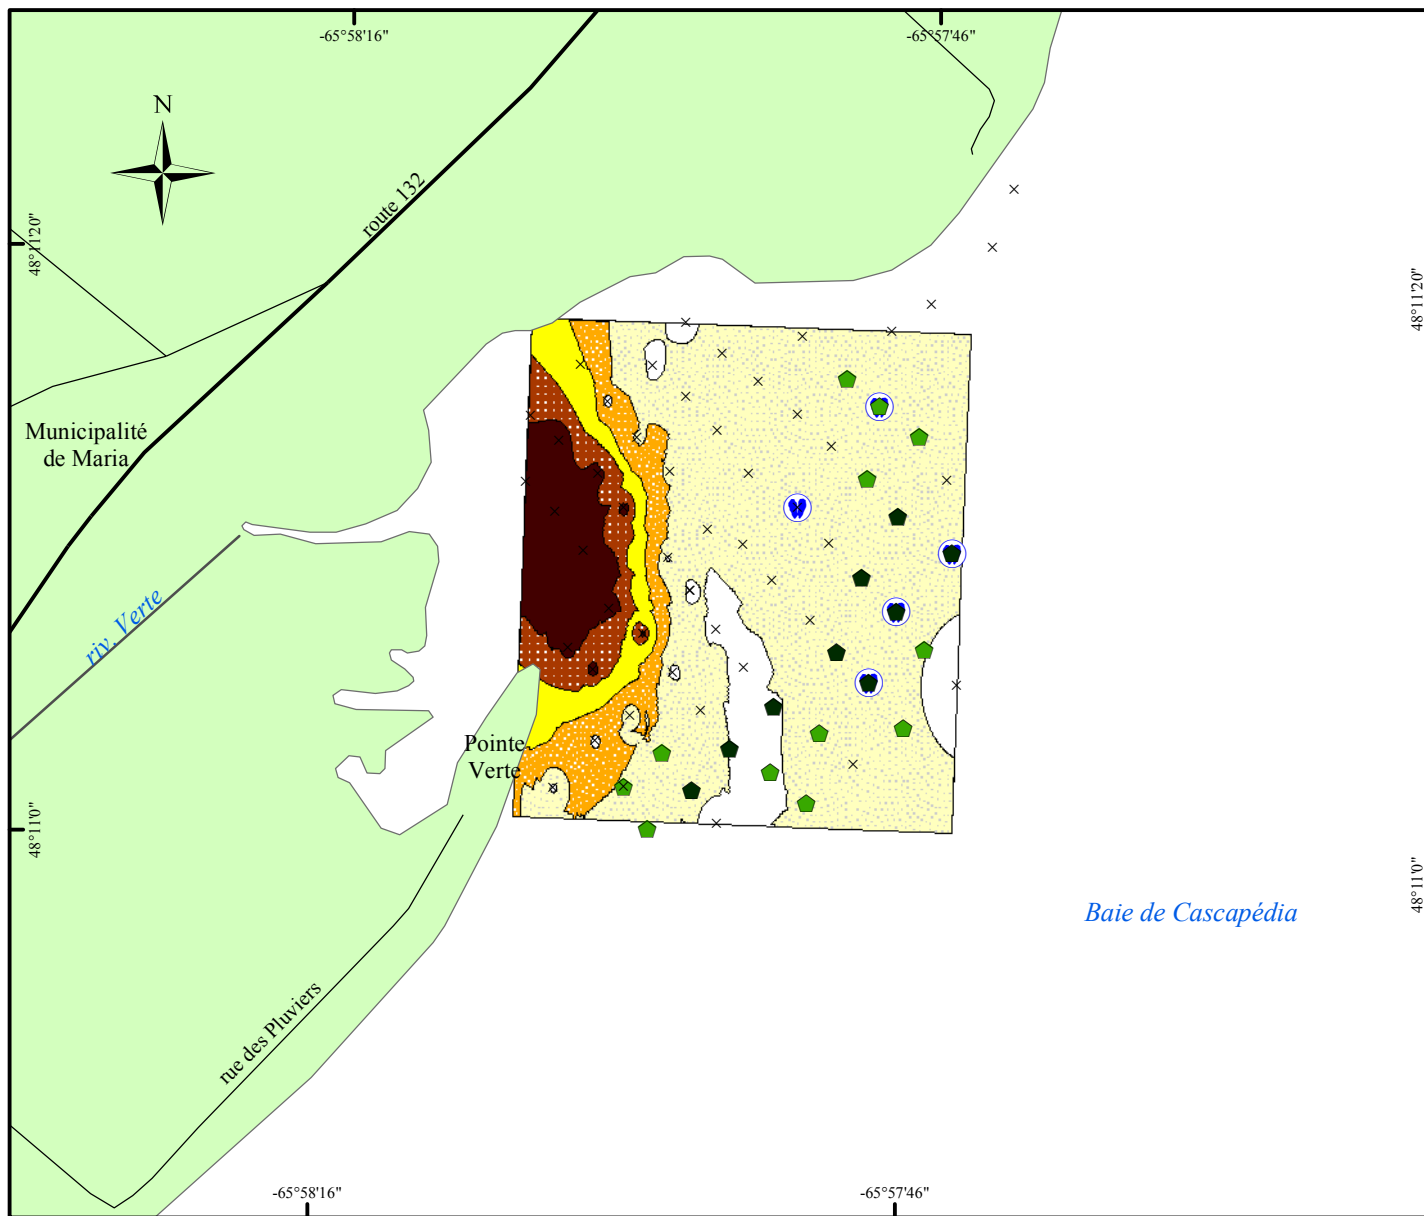 -65°58'16"
-65°57'46"
N
route 132
48°11'20"
48°11'20"
Municipalité
de Maria
riv. Verte
Pointe
Verte
48°11'0"
48°11'0"
Baie de Cascapédia
rue des Pluviers
-65°58'16"
-65°57'46"